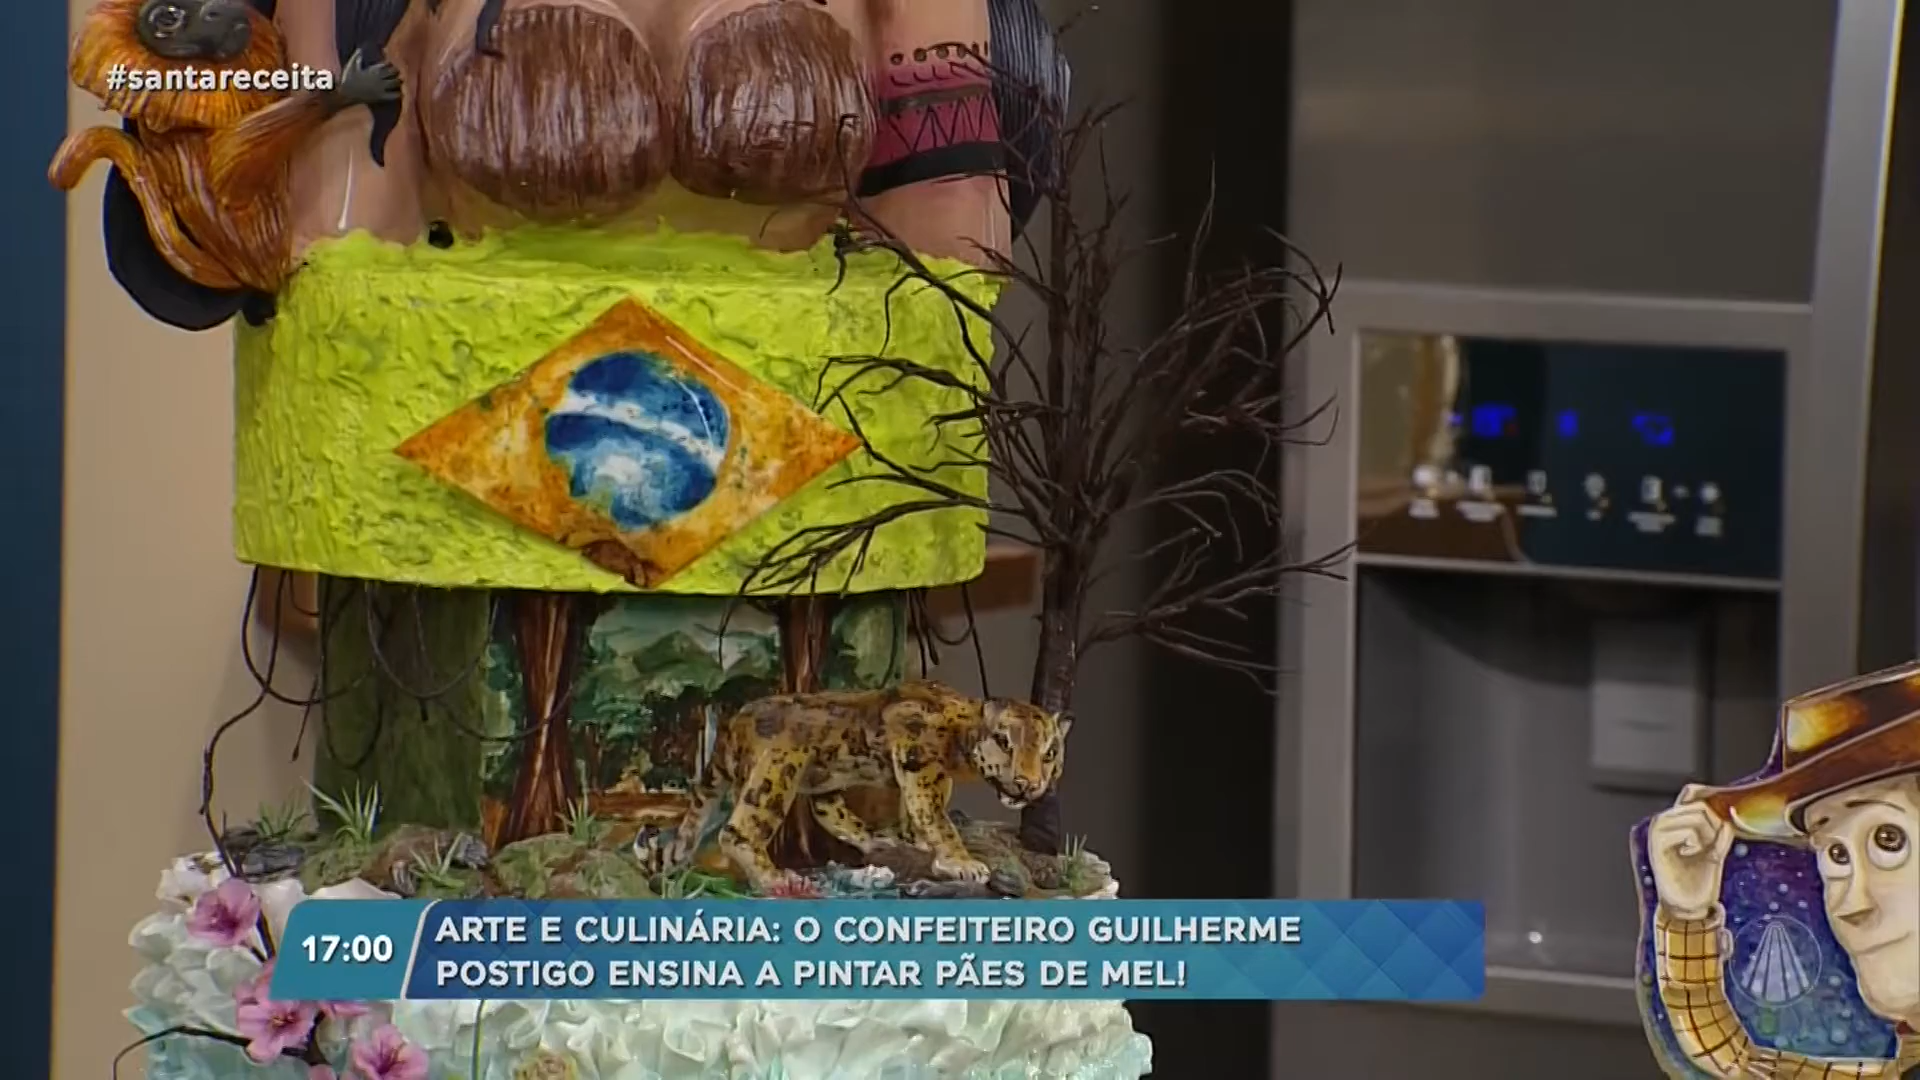 #santareceita
17:00
ARTE E CULINÁRIA: O CONFEITEIRO GUILHERME
POSTIGO ENSINA A PINTAR PÃES DE MEL!